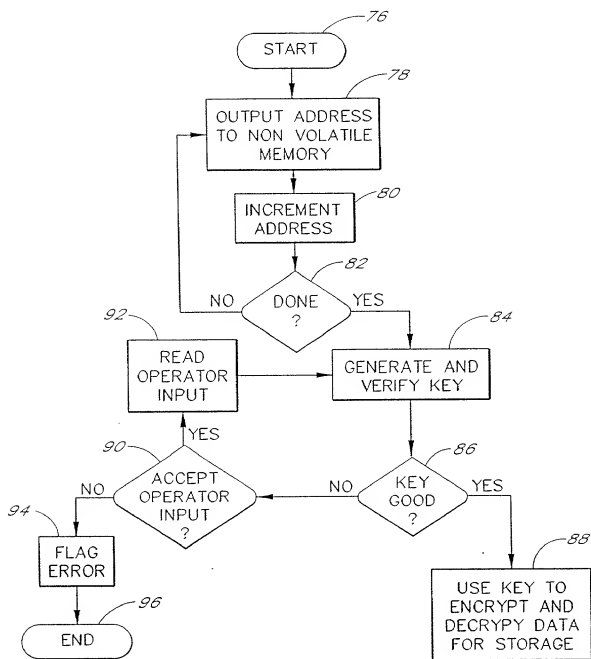 76
START
78
OUTPUT ADDRESS
TO NON VOLATILE
MEMORY
80
INCREMENT
ADDRESS
82
NO
DONE
?
YES
92
READ
OPERATOR
INPUT
84
GENERATE AND
VERIFY KEY
90
YES
86
NO
ACCEPT
OPERATOR
INPUT
?
NO
KEY
GOOD
?
YES
94
FLAG
ERROR
88
USE KEY TO
ENCRYPT AND
DECRYPY DATA
FOR STORAGE
96
END